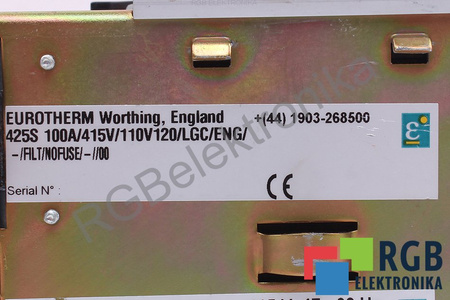 EUROTHERM Worthing, England +(44) 1903-268500
425S 100A/415V/110V120/LGC/ENG/
-/FILT/NOFUSE/-//00
Serial N° :
CE
RGBelektronika
RGB
ELEKTRONIKA